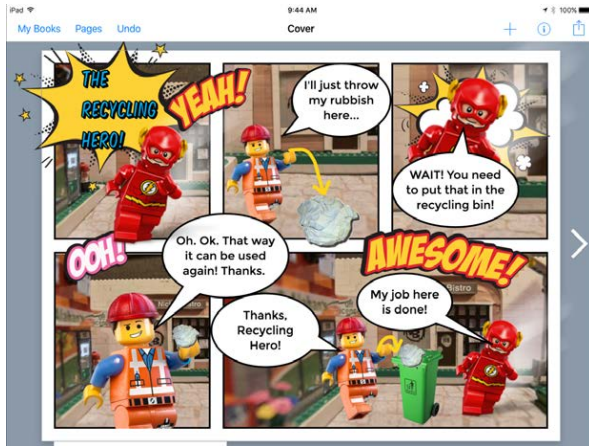 iPad
9:44 AM
100%
My Books
Pages
Undo
Cover
THE
RECYCLING
HERO!
YEAH!
I'll just throw
my rubbish
here...
WAIT! You need
to put that in the
recycling bin!
OOH!
Oh. Ok. That way
it can be used
again! Thanks.
AWESOME!
Thanks,
Recycling
Hero!
My job here
is done!
Bistro